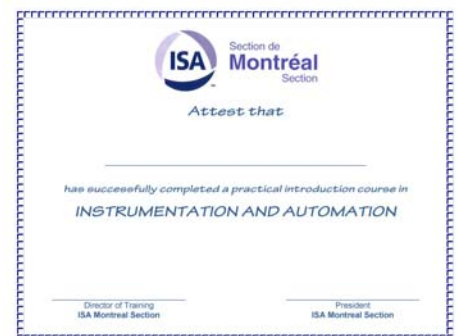 ISA
Section de
Montréal
Section
Attest that
has successfully completed a practical introduction course in
INSTRUMENTATION AND AUTOMATION
Director of Training
ISA Montreal Section
President
ISA Montreal Section